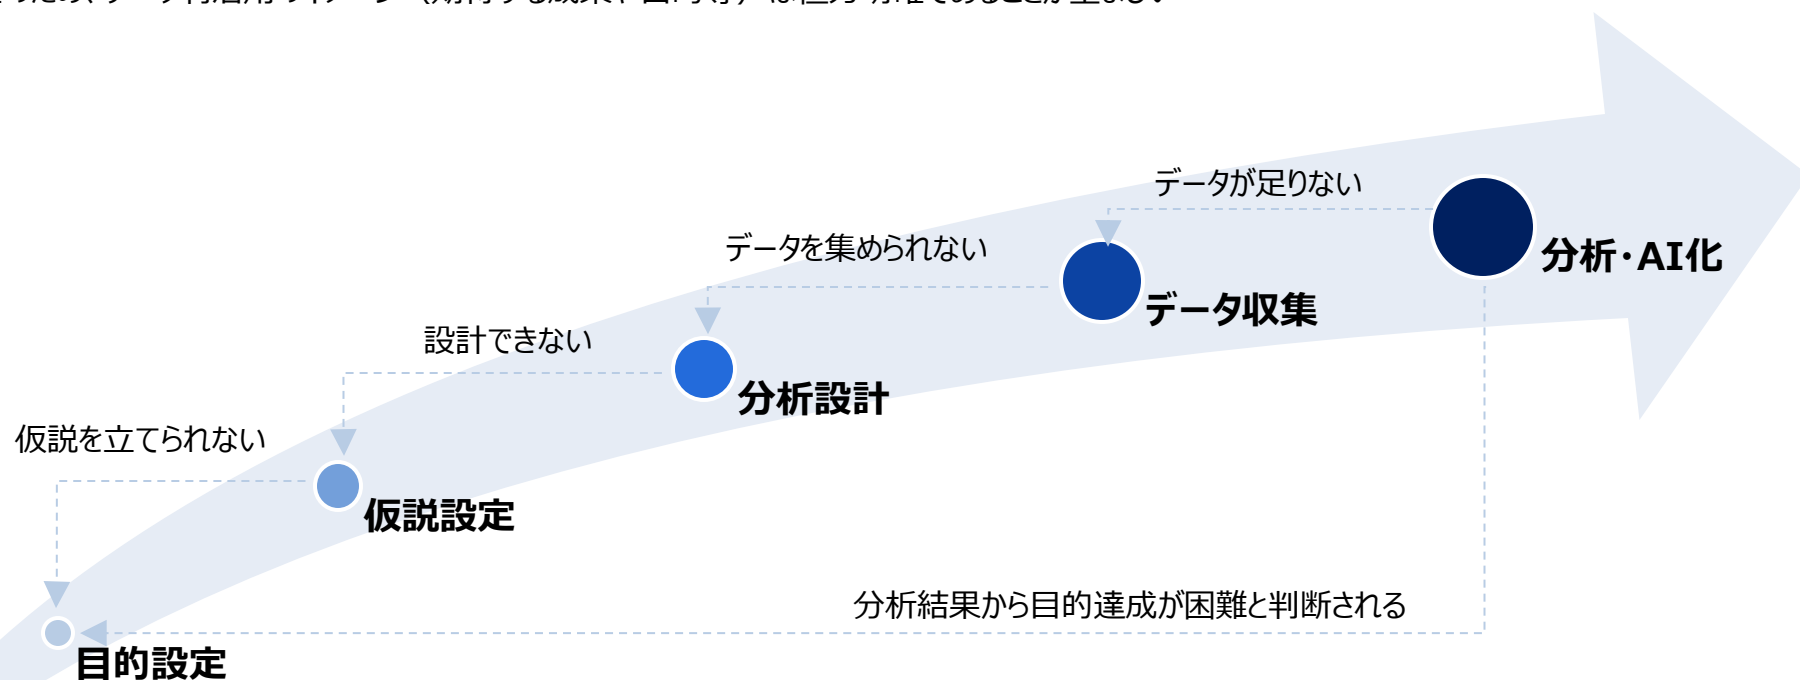 データが足りない
分析・AI化
データを集められない
データ収集
設計できない
分析設計
仮説を立てられない
仮説設定
分析結果から目的達成が困難と判断される
目的設定